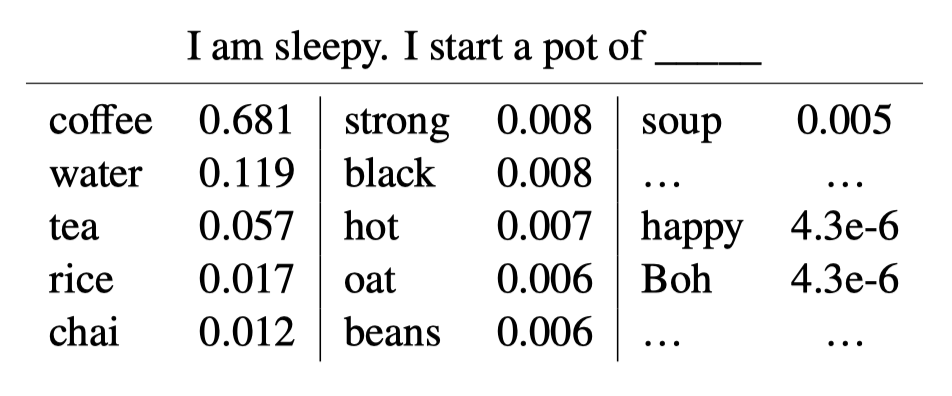 I am sleepy. I start a pot of _____
coffee 0.681 strong 0.008 soup 0.005
water 0.119 black 0.008 ... ...
tea 0.057 hot 0.007 happy 4.3e-6
rice 0.017 oat 0.006 Boh 4.3e-6
chai 0.012 beans 0.006 ... ...